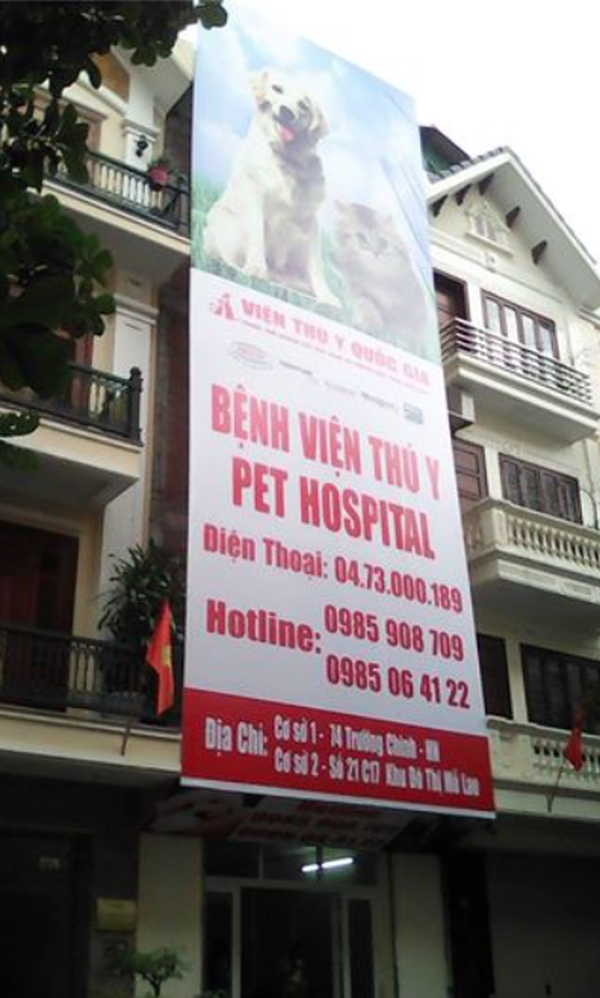 VIỆN THÚ Y QUỐC GIA
BỆNH VIỆN THÚ Y
PET HOSPITAL
Điện Thoại: 04.73.000.189
Hotline: 0985 908 709
0985 06 41 22
Địa Chỉ: Cơ sở 1 - 74 Trường Chinh - HN
Cơ sở 2 - Số 21 C17 Khu Đô Thị Mỗ Lao